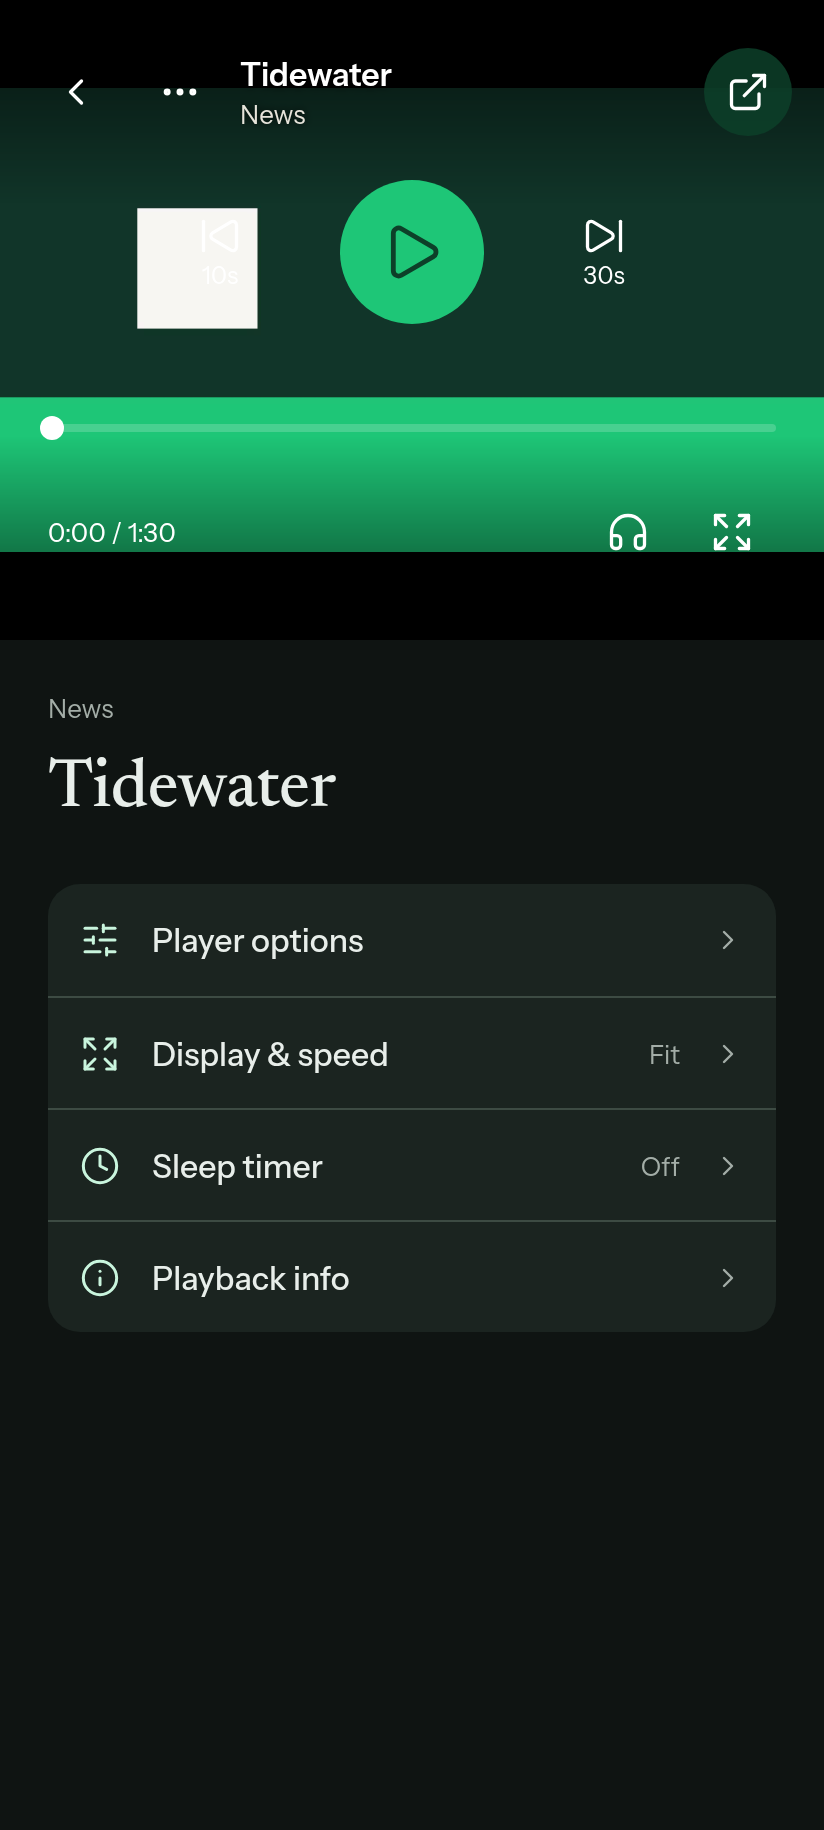 Tidewater
News
10s
30s
0:00 / 1:30
News
Tidewater
Player options
Display & speed
Fit
Sleep timer
Off
Playback info